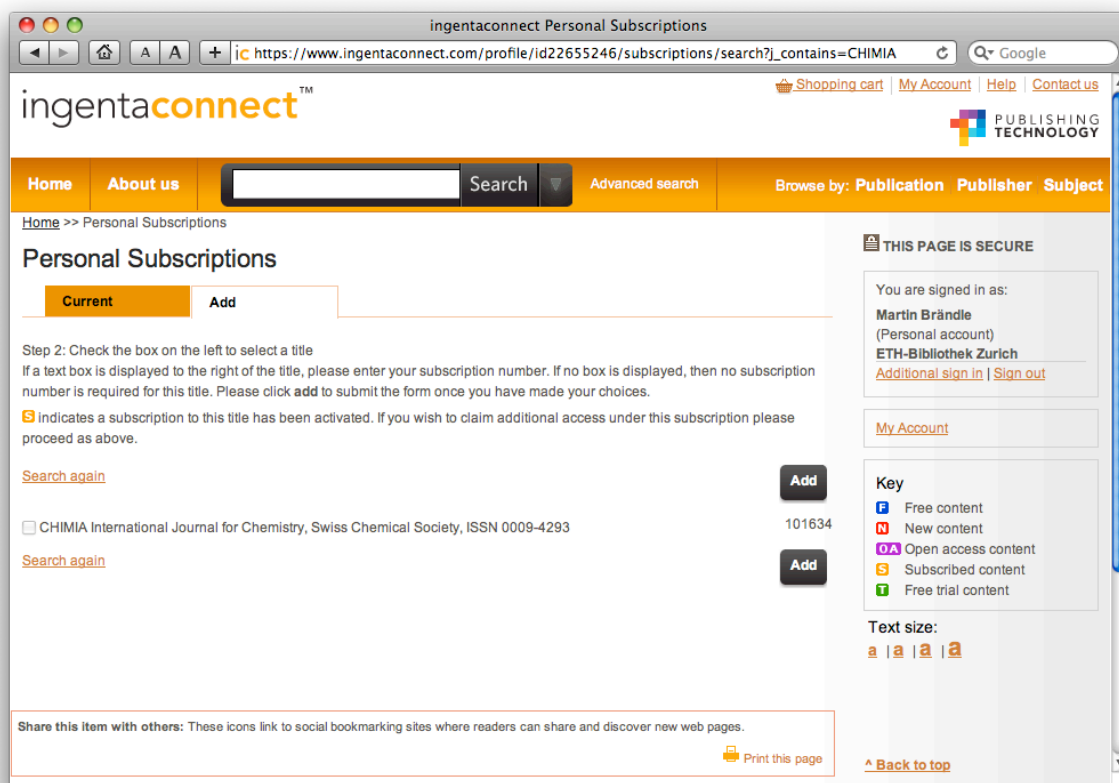 ingentaconnect Personal Subscriptions
A A + ic https://www.ingentaconnect.com/profile/id22655246/subscriptions/search?j_contains=CHIMIA Google
Shopping cart | My Account | Help | Contact us
ingentaconnect™
PUBLISHING
TECHNOLOGY
Home About us Search Advanced search Browse by: Publication Publisher Subject
Home >> Personal Subscriptions
Personal Subscriptions
Current Add
Step 2: Check the box on the left to select a title
If a text box is displayed to the right of the title, please enter your subscription number. If no box is displayed, then no subscription
number is required for this title. Please click add to submit the form once you have made your choices.
S indicates a subscription to this title has been activated. If you wish to claim additional access under this subscription please
proceed as above.
Search again Add
CHIMIA International Journal for Chemistry, Swiss Chemical Society, ISSN 0009-4293 101634
Search again Add
THIS PAGE IS SECURE
You are signed in as:
Martin Brändle
(Personal account)
ETH-Bibliothek Zurich
Additional sign in | Sign out
My Account
Key
F Free content
N New content
OA Open access content
S Subscribed content
T Free trial content
Text size:
a | a | a | a
Share this item with others: These icons link to social bookmarking sites where readers can share and discover new web pages.
Print this page
^ Back to top